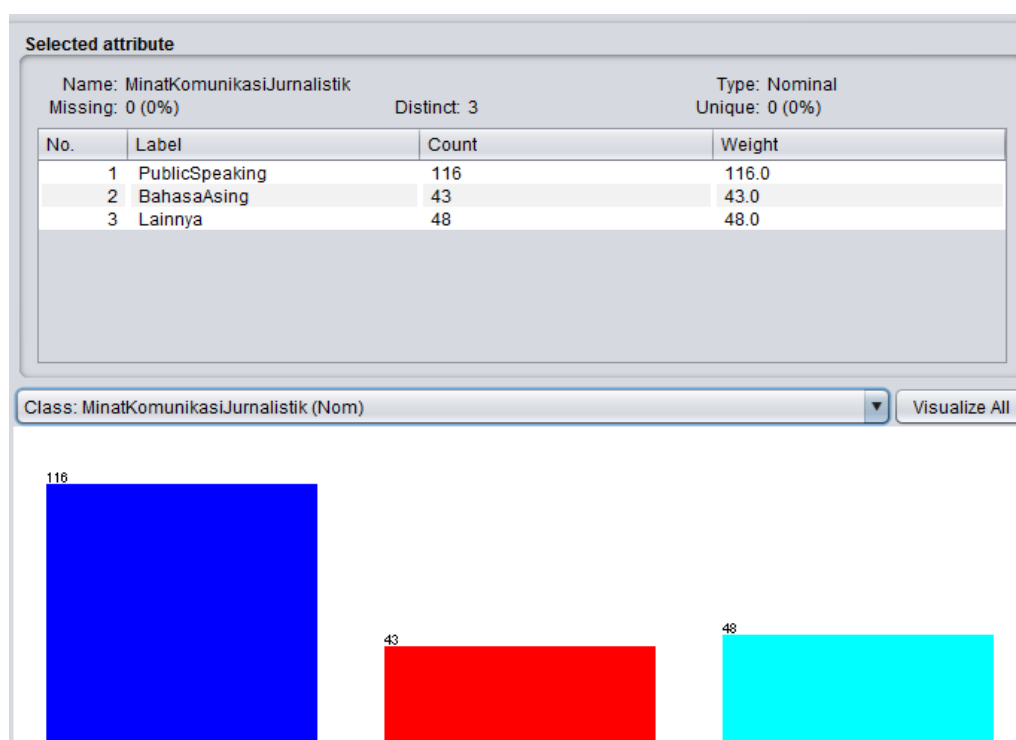 Selected attribute
Name: MinatKomunikasiJurnalistik Type: Nominal
Missing: 0 (0%) Distinct: 3 Unique: 0 (0%)
No. Label Count Weight
1 PublicSpeaking 116 116.0
2 BahasaAsing 43 43.0
3 Lainnya 48 48.0
Class: MinatKomunikasiJurnalistik (Nom) Visualize All
116
43
48